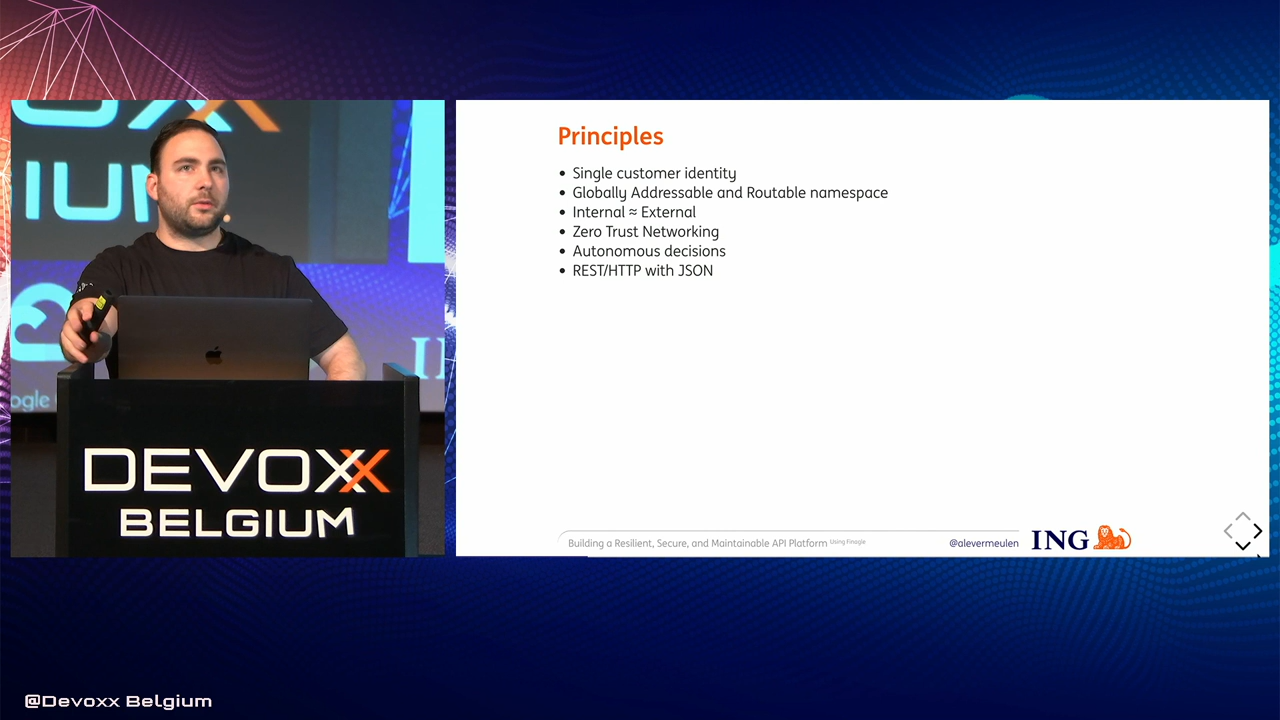 Principles
• Single customer identity
• Globally Addressable and Routable namespace
• Internal ≈ External
• Zero Trust Networking
• Autonomous decisions
• REST/HTTP with JSON
Building a Resilient, Secure, and Maintainable API Platform Using Finagle
@alevermeulen
ING
DEVOXX
BELGIUM
@Devoxx Belgium